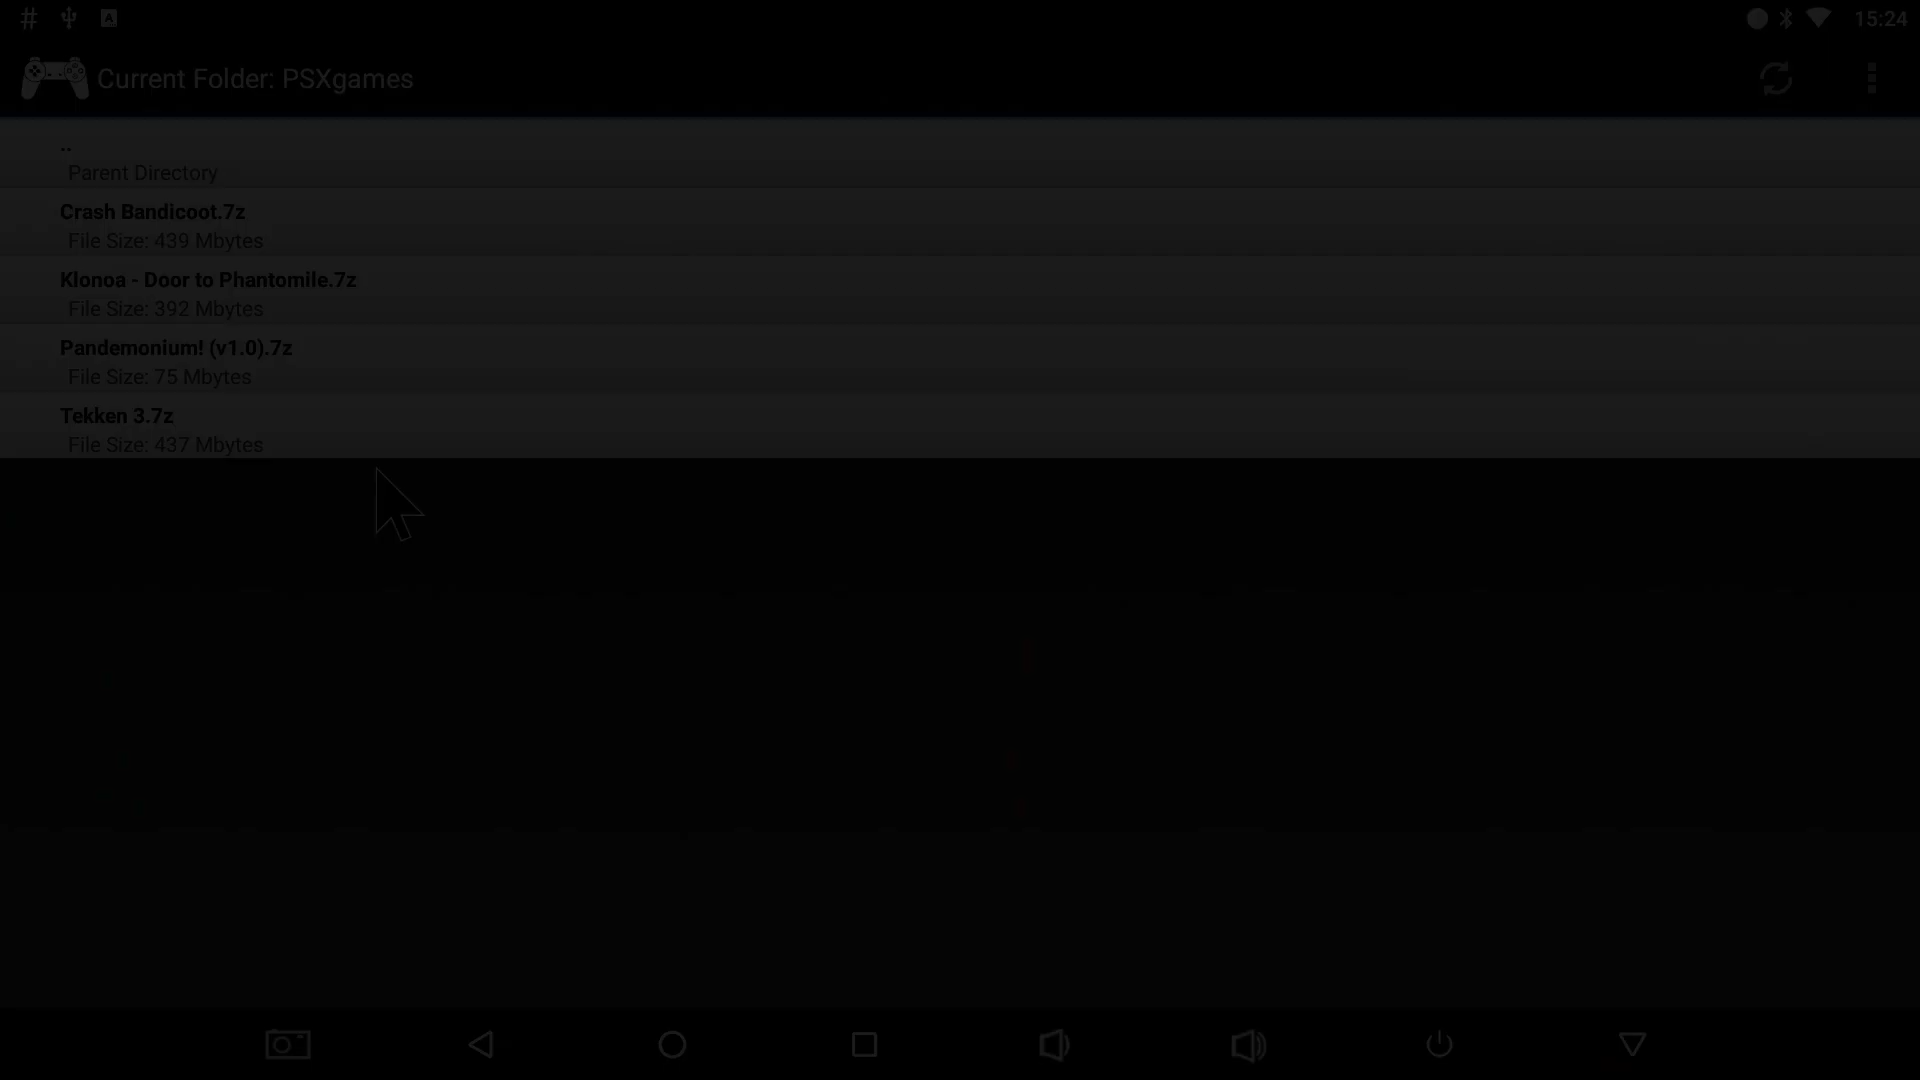 15:24
Current Folder: PSXgames
..
Parent Directory
Crash Bandicoot.7z
File Size: 439 Mbytes
Klonoa - Door to Phantomile.7z
File Size: 392 Mbytes
Pandemonium! (v1.0).7z
File Size: 75 Mbytes
Tekken 3.7z
File Size: 437 Mbytes